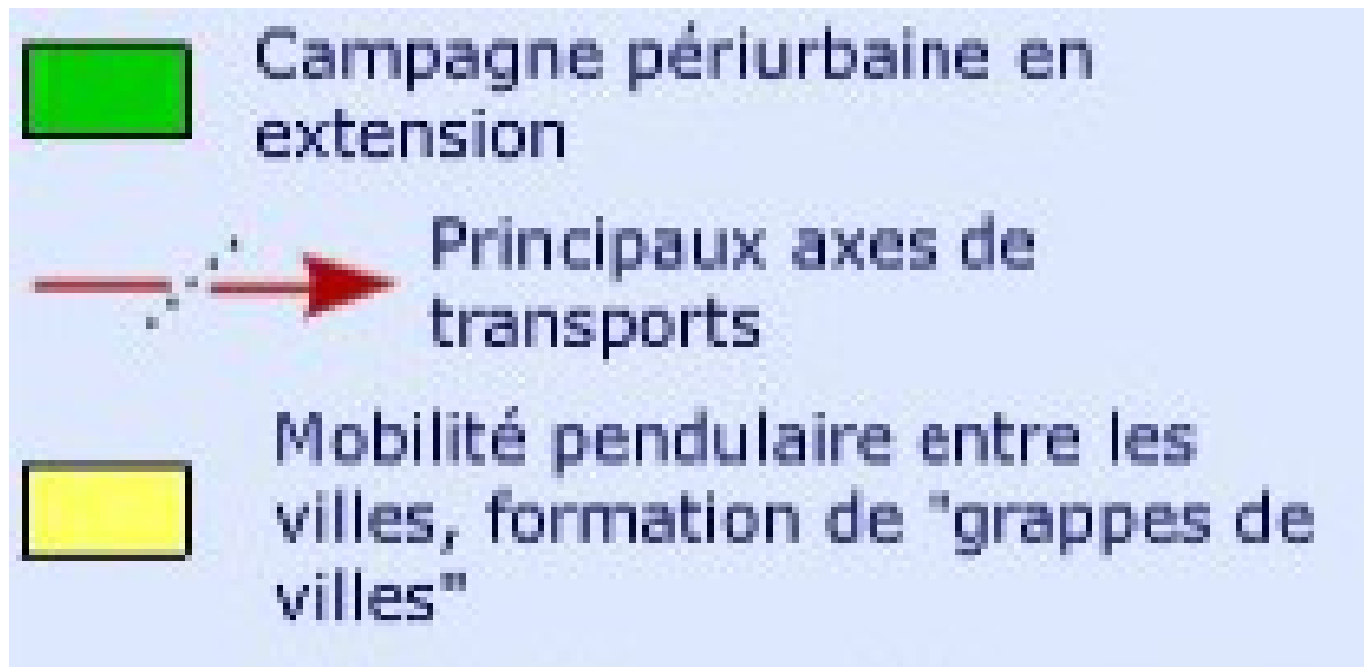 Campagne périurbaine en
extension
Principaux axes de
transports
Mobilité pendulaire entre les
villes, formation de "grappes de
villes"